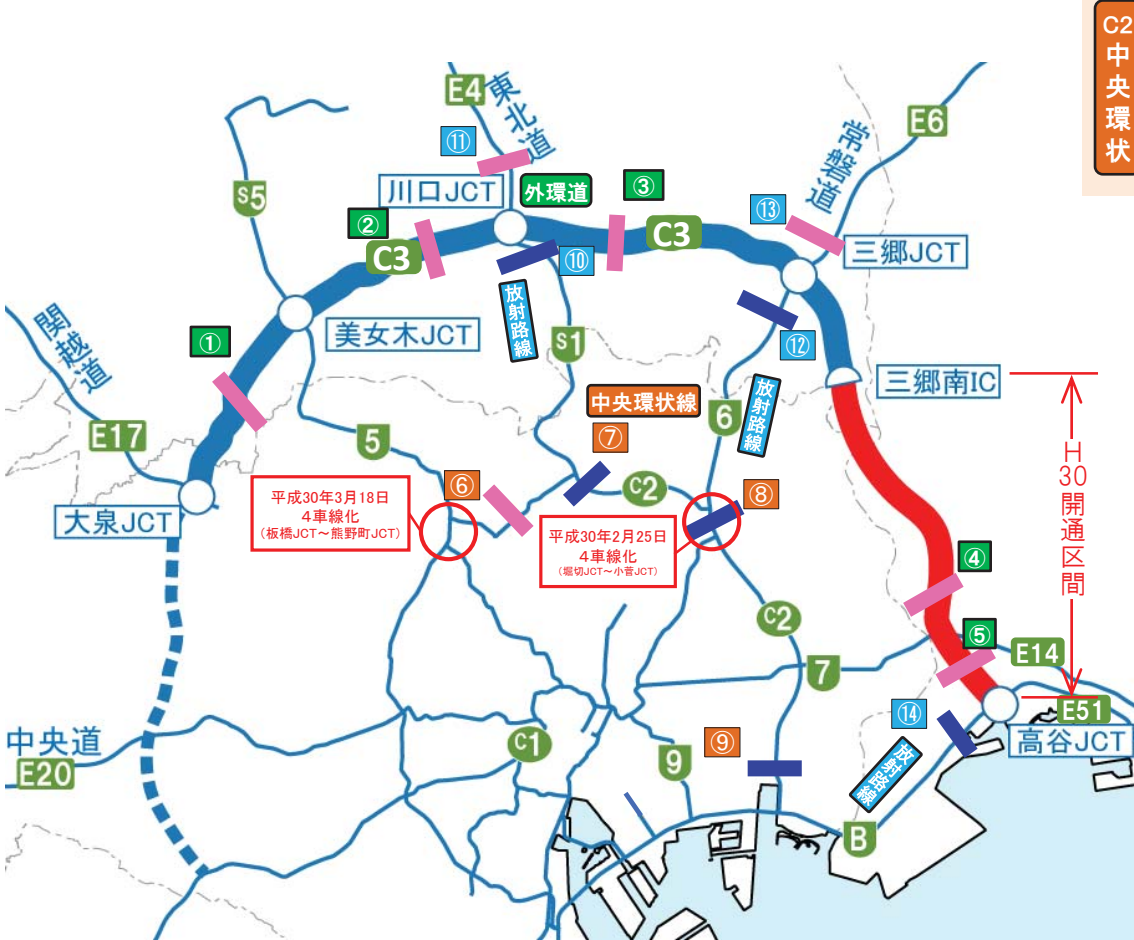 C2
中央環状
E4
東北道
⑪
E6
常磐道
S5
川口JCT
外環道
③
②
C3
C3
⑬
三郷JCT
⑩
放射路線
関越道
①
美女木JCT
S1
⑫
三郷南IC
E17
5
中央環状線
⑦
6
放射路線
H30開通区間
⑥
C2
⑧
平成30年3月18日
4車線化
(板橋JCT~熊野町JCT)
大泉JCT
平成30年2月25日
4車線化
(堀切JCT~小菅JCT)
④
C2
⑤
E14
7
E51
⑭
高谷JCT
中央道
E20
C1
9
⑨
放射路線
B